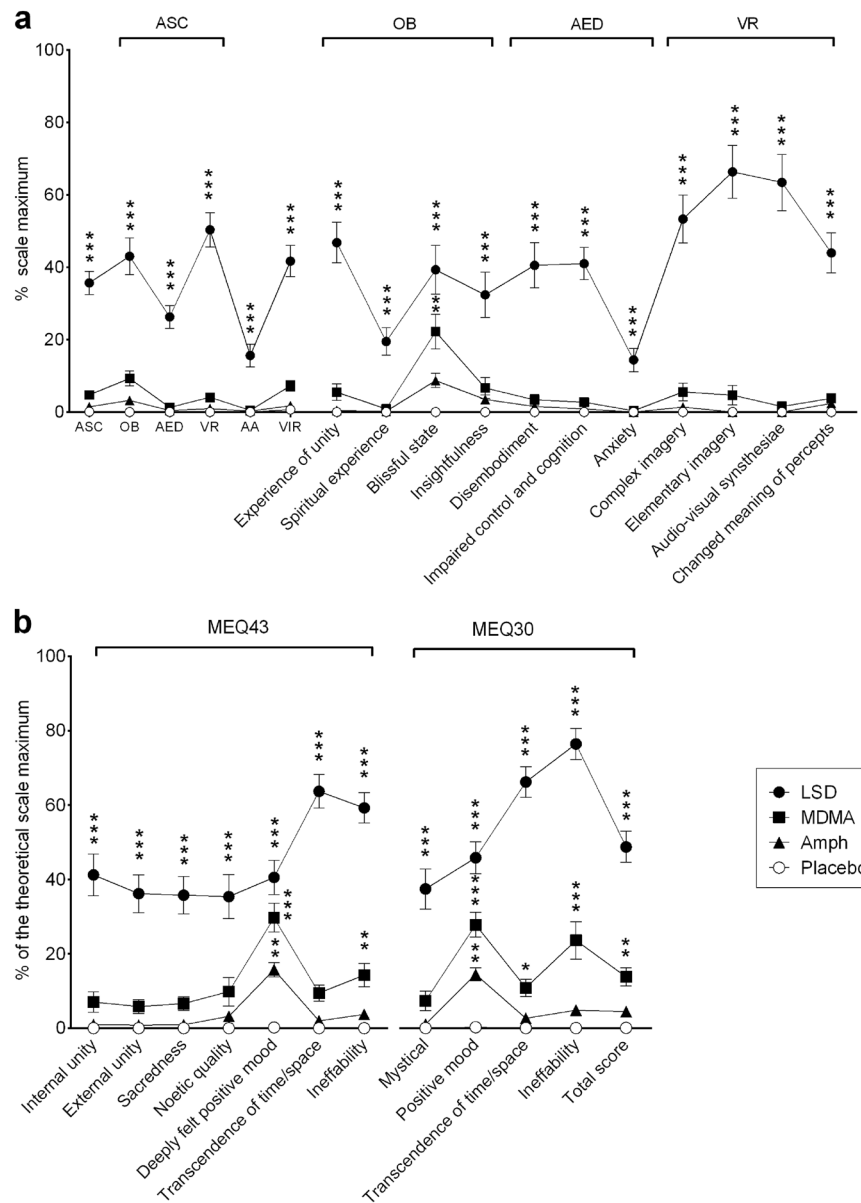 a
ASC OB AED VR
100
80
60
40
20
0
% scale maximum
*** *** *** *** *** *** *** *** *** ** *** *** *** *** *** *** *** ***
ASC OB AED VR AA VIR
Experience of unity
Spiritual experience
Blissful state
Insightfulness
Disembodiment
Impaired control and cognition
Anxiety
Complex imagery
Elementary imagery
Audio-visual synsthesiae
Changed meaning of percepts
b
MEQ43 MEQ30
100
80
60
40
20
0
% of the theoretical scale maximum
*** *** *** *** *** *** ** *** *** **
*** *** *** ** *** * *** *** *** **
Internal unity
External unity
Sacredness
Noetic quality
Deeply felt positive mood
Transcendence of time/space
Ineffability
Mystical
Positive mood
Transcendence of time/space
Ineffability
Total score
LSD
MDMA
Amph
Placebo